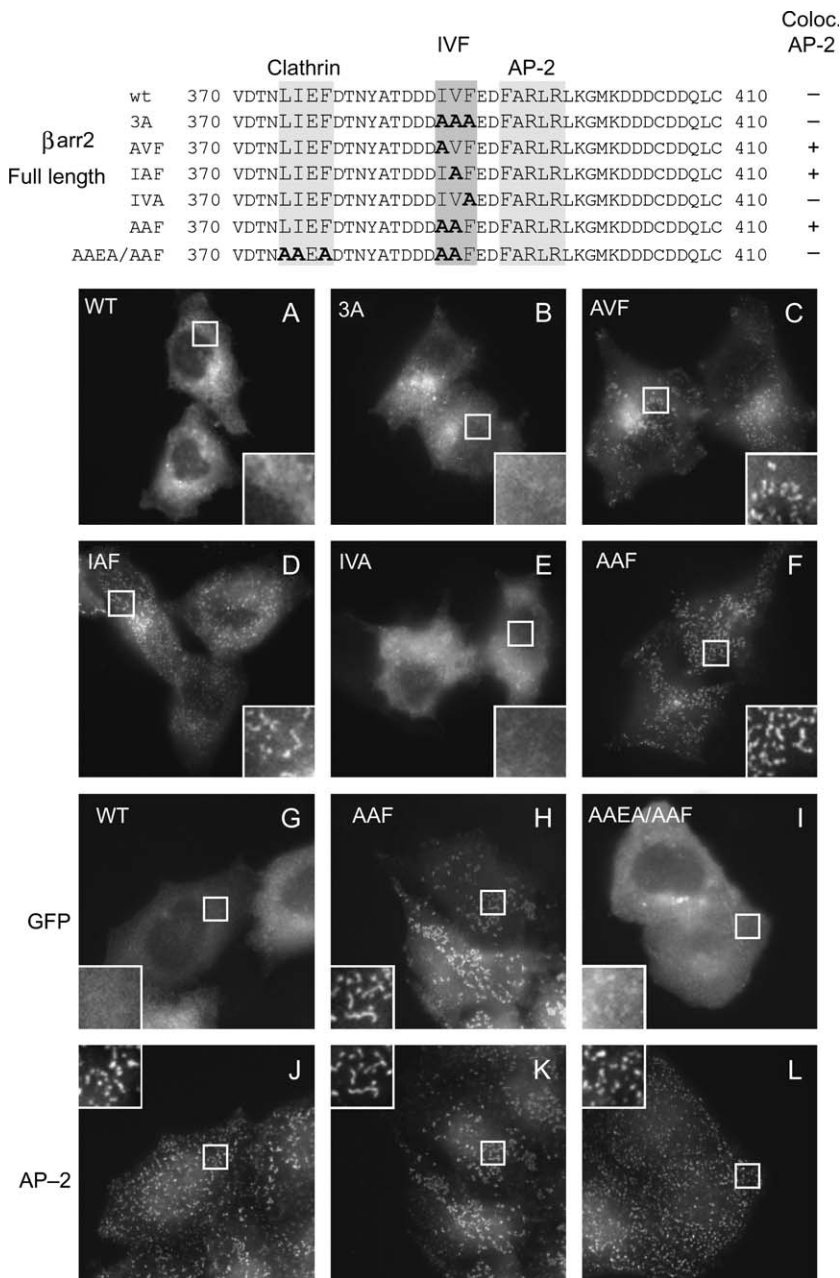 Coloc.
AP-2
IVF
Clathrin AP-2
wt 370 VDTNLIEFDTNYATDDDIVFEDFARLRLKGMKDDDCDDQLC 410 –
3A 370 VDTNLIEFDTNYATDDDAAAEDFARLRLKGMKDDDCDDQLC 410 –
βarr2
Full length
AVF 370 VDTNLIEFDTNYATDDDAVFEDFARLRLKGMKDDDCDDQLC 410 +
IAF 370 VDTNLIEFDTNYATDDDIAFEDFARLRLKGMKDDDCDDQLC 410 +
IVA 370 VDTNLIEFDTNYATDDDIVAEDFARLRLKGMKDDDCDDQLC 410 –
AAF 370 VDTNLIEFDTNYATDDDAAFEDFARLRLKGMKDDDCDDQLC 410 +
AAEA/AAF 370 VDTNAAEADTNYATDDDAAFEDFARLRLKGMKDDDCDDQLC 410 –
WT A
3A B
AVF C
IAF D
IVA E
AAF F
GFP
WT G
AAF H
AAEA/AAF I
AP–2
J
K
L